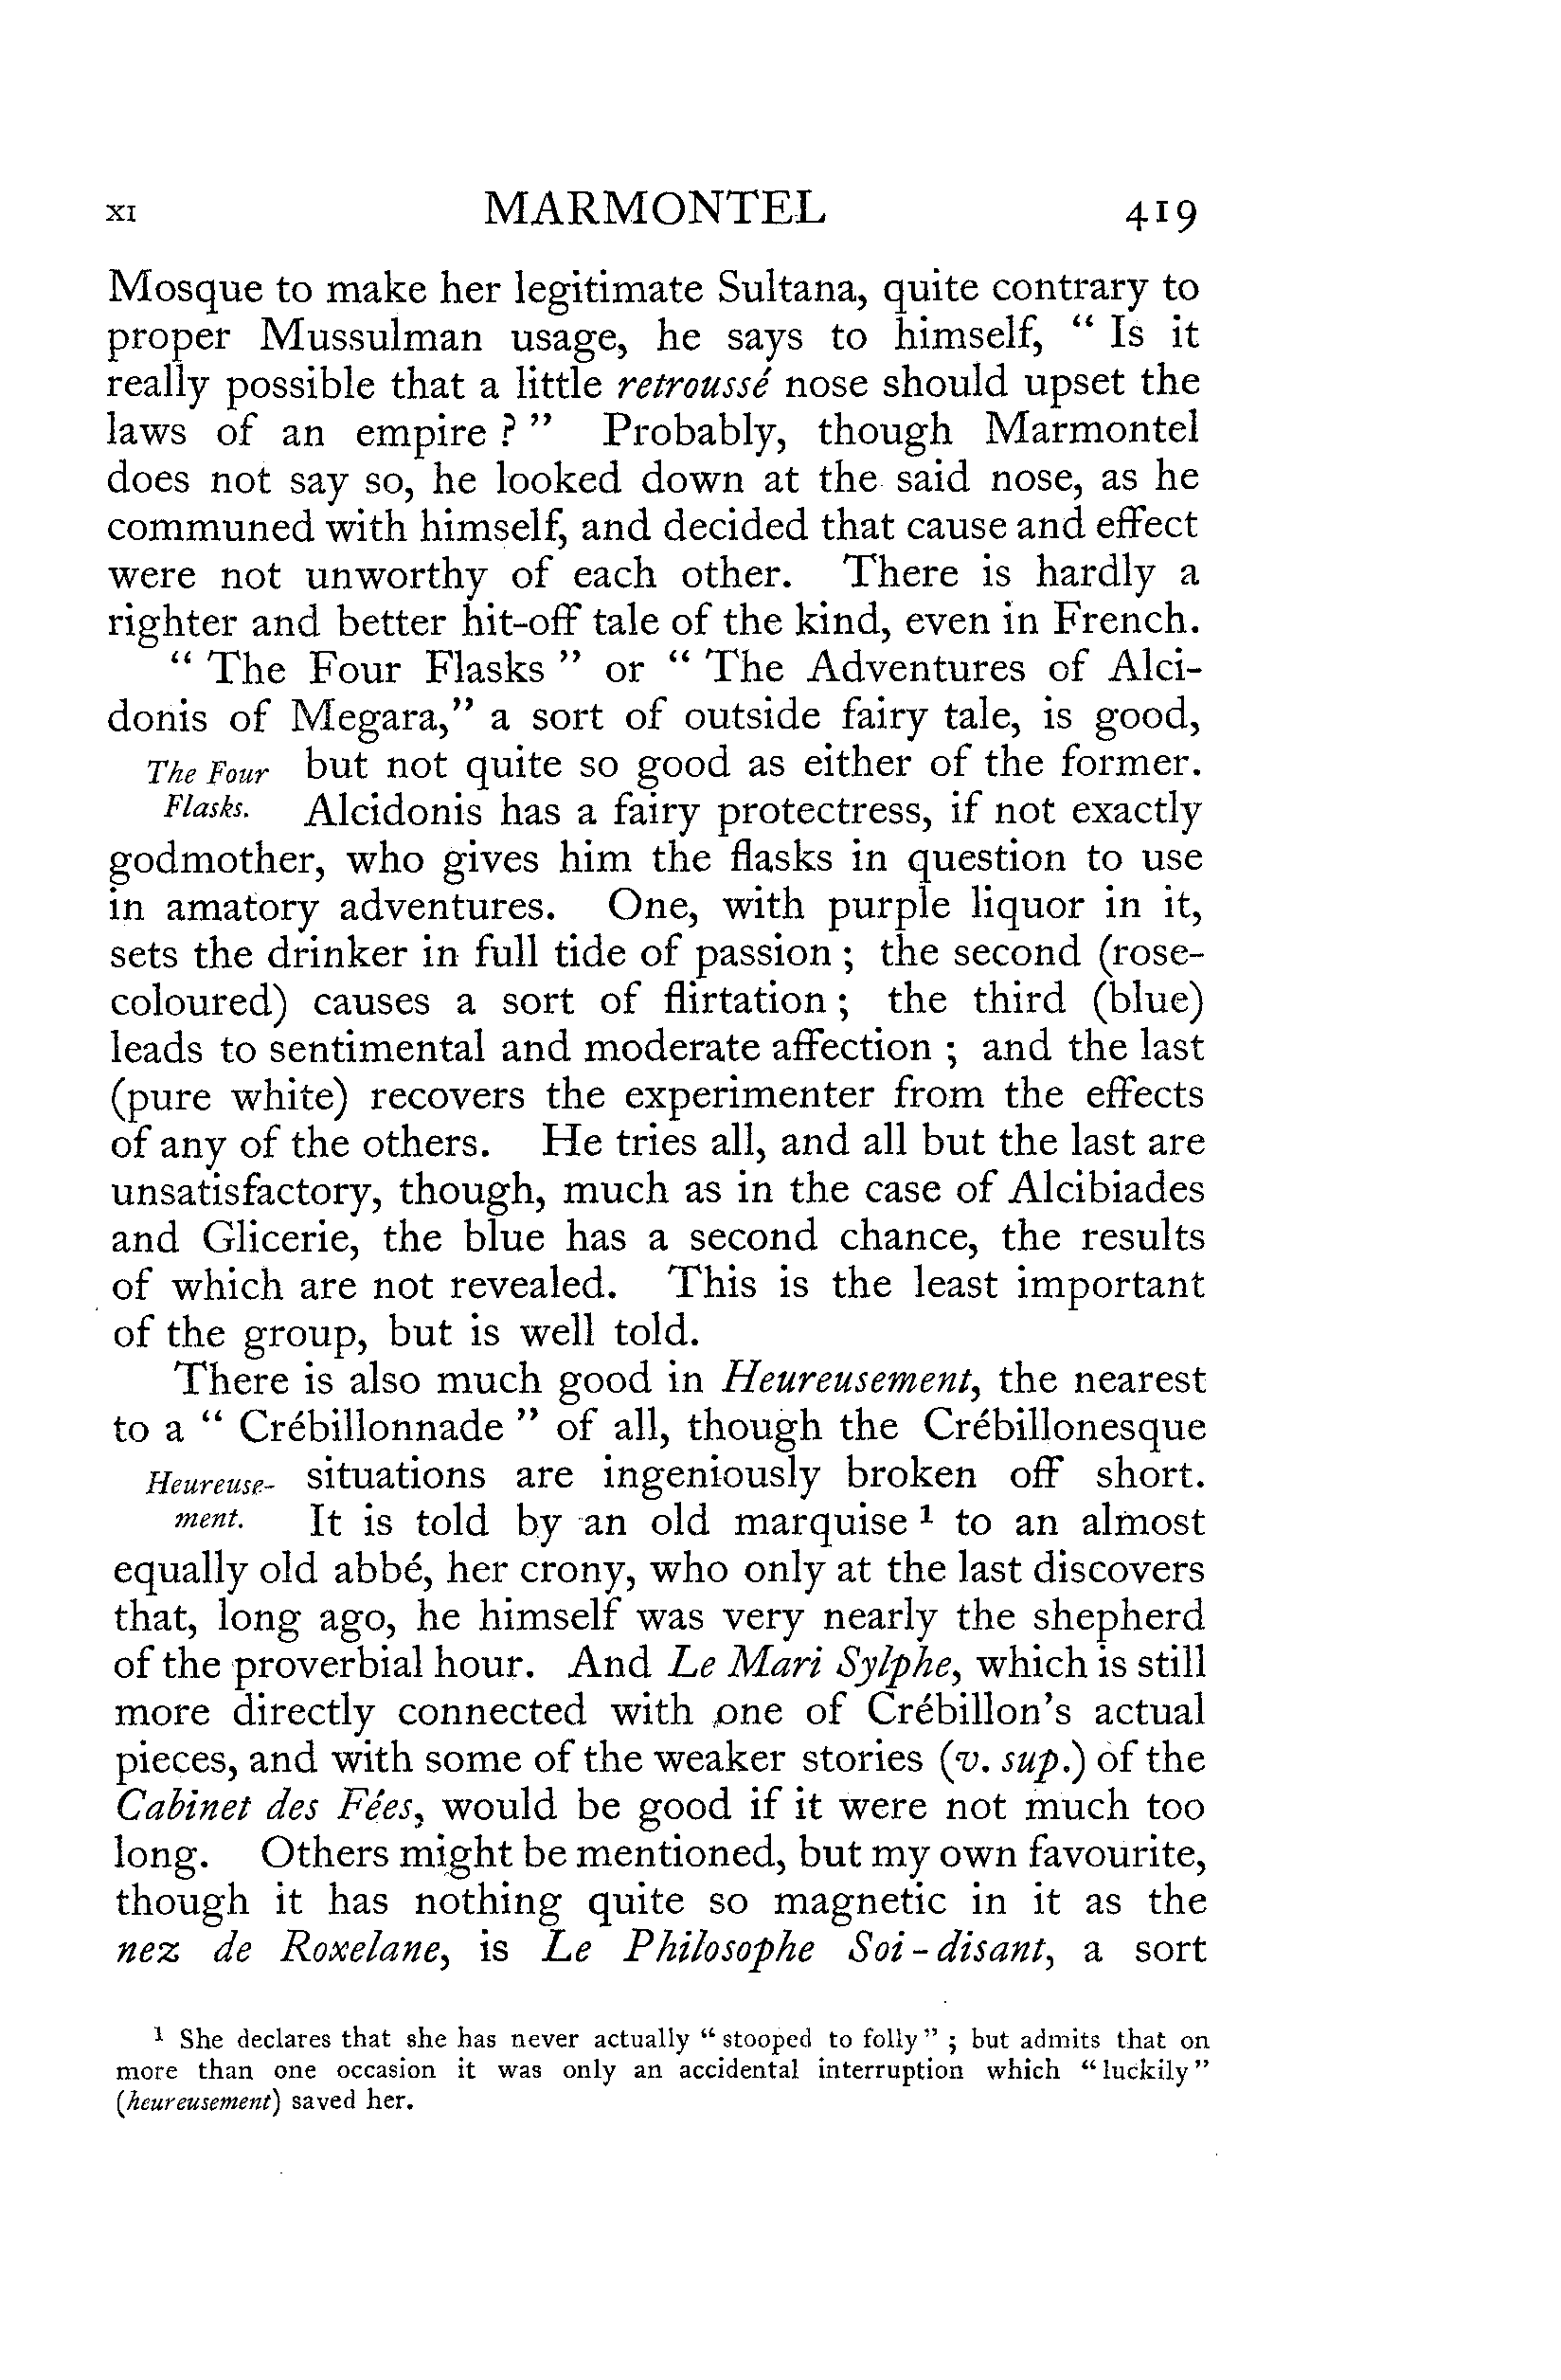 XI MARMONTEL 419
Mosque to make her legitimate Sultana, quite contrary to
proper Mussulman usage, he says to himself, “ Is it
really possible that a little retroussé nose should upset the
laws of an empire ? ” Probably, though Marmontel
does not say so, he looked down at the said nose, as he
communed with himself, and decided that cause and effect
were not unworthy of each other. There is hardly a
righter and better hit-off tale of the kind, even in French.
“ The Four Flasks ” or “ The Adventures of Alci-
donis of Megara,” a sort of outside fairy tale, is good,
The Four but not quite so good as either of the former.
Flasks. Alcidonis has a fairy protectress, if not exactly
godmother, who gives him the flasks in question to use
in amatory adventures. One, with purple liquor in it,
sets the drinker in full tide of passion ; the second (rose-
coloured) causes a sort of flirtation ; the third (blue)
leads to sentimental and moderate affection ; and the last
(pure white) recovers the experimenter from the effects
of any of the others. He tries all, and all but the last are
unsatisfactory, though, much as in the case of Alcibiades
and Glicerie, the blue has a second chance, the results
of which are not revealed. This is the least important
of the group, but is well told.
There is also much good in Heureusement, the nearest
to a “ Crébillonnade ” of all, though the Crébillonesque
Heureuse- situations are ingeniously broken off short.
ment. It is told by an old marquise ¹ to an almost
equally old abbé, her crony, who only at the last discovers
that, long ago, he himself was very nearly the shepherd
of the proverbial hour. And Le Mari Sylphe, which is still
more directly connected with one of Crébillon’s actual
pieces, and with some of the weaker stories (v. sup.) of the
Cabinet des Fées, would be good if it were not much too
long. Others might be mentioned, but my own favourite,
though it has nothing quite so magnetic in it as the
nez de Roxelane, is Le Philosophe Soi-disant, a sort
¹ She declares that she has never actually “stooped to folly” ; but admits that on
more than one occasion it was only an accidental interruption which “luckily”
(heureusement) saved her.